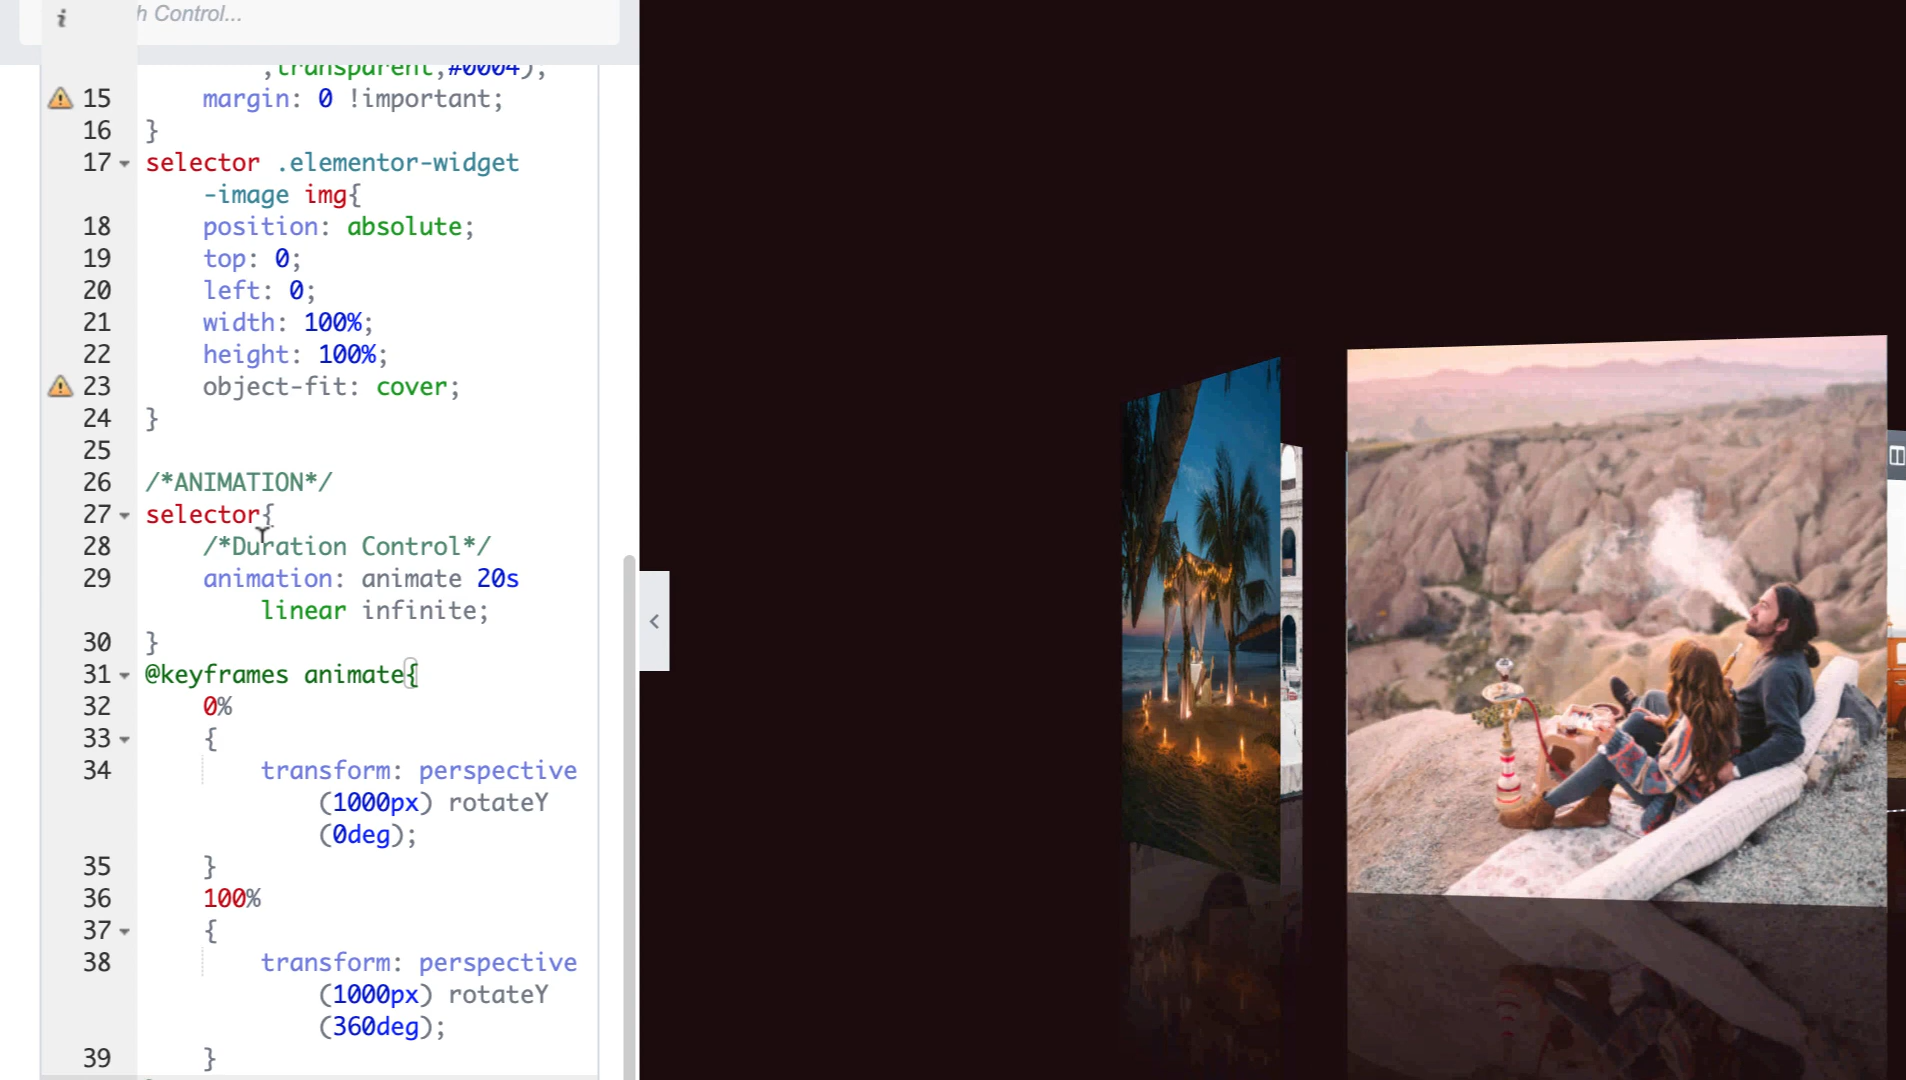 h Control...
,transparent,#0004);
15 margin: 0 !important;
16 }
17 selector .elementor-widget
-image img{
18 position: absolute;
19 top: 0;
20 left: 0;
21 width: 100%;
22 height: 100%;
23 object-fit: cover;
24 }
25
26 /*ANIMATION*/
27 selector{
28 /*Duration Control*/
29 animation: animate 20s
linear infinite;
30 }
31 @keyframes animate{
32 0%
33 {
34 transform: perspective
(1000px) rotateY
(0deg);
35 }
36 100%
37 {
38 transform: perspective
(1000px) rotateY
(360deg);
39 }